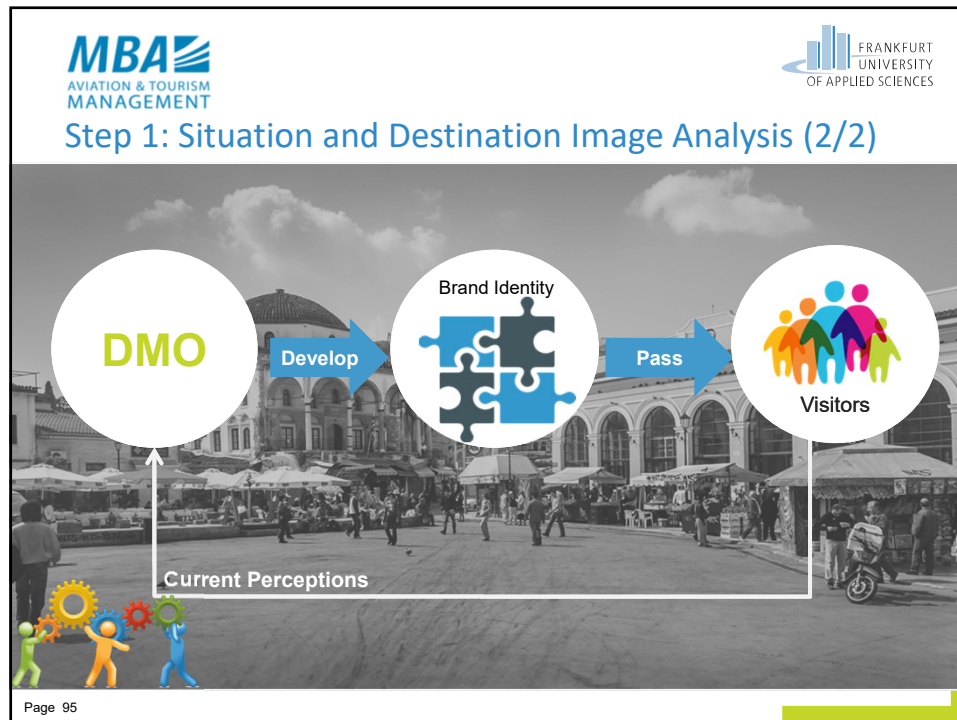 MBA
AVIATION & TOURISM
MANAGEMENT
FRANKFURT
UNIVERSITY
OF APPLIED SCIENCES
Step 1: Situation and Destination Image Analysis (2/2)
DMO
Develop
Brand Identity
Pass
Visitors
Current Perceptions
Page 95